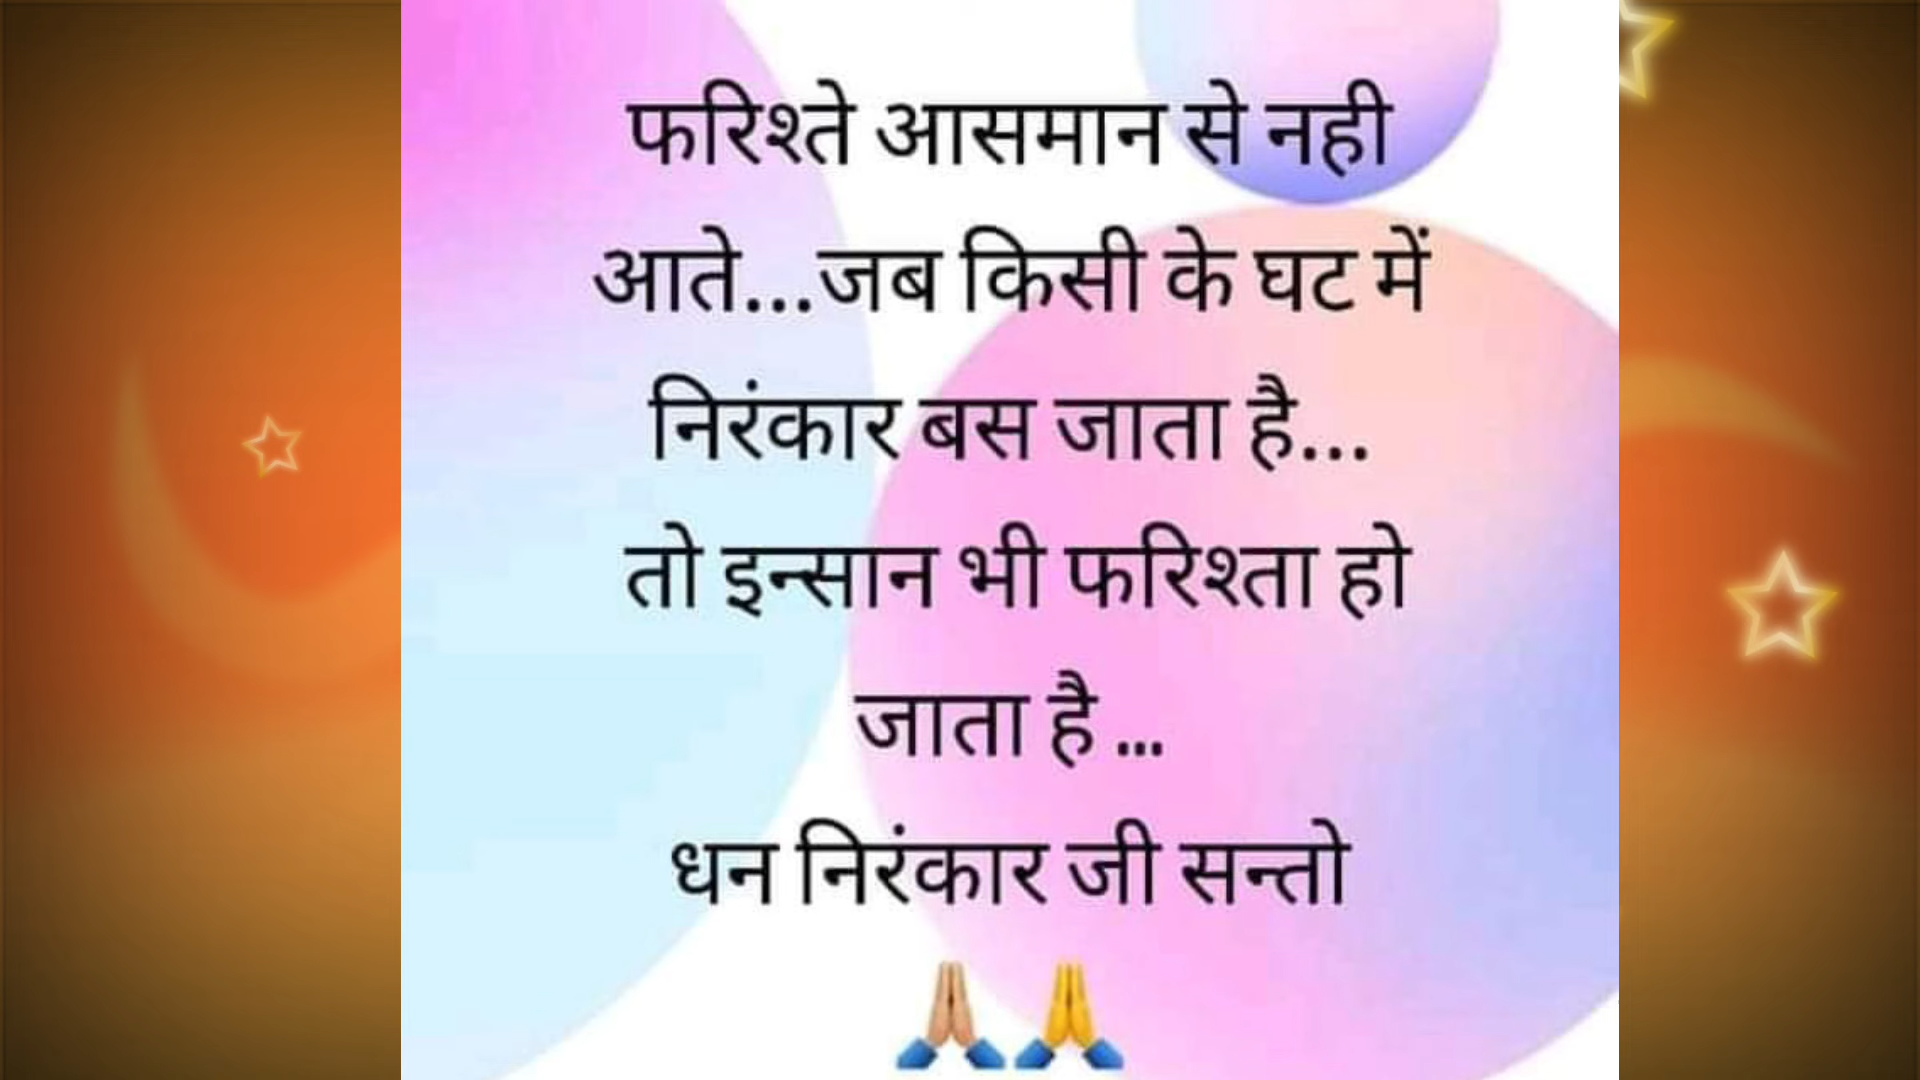 फरिश्ते आसमान से नही
आते...जब किसी के घट में
निरंकार बस जाता है...
तो इन्सान भी फरिश्ता हो
जाता है ...
धन निरंकार जी सन्तो
🙏🏼🙏